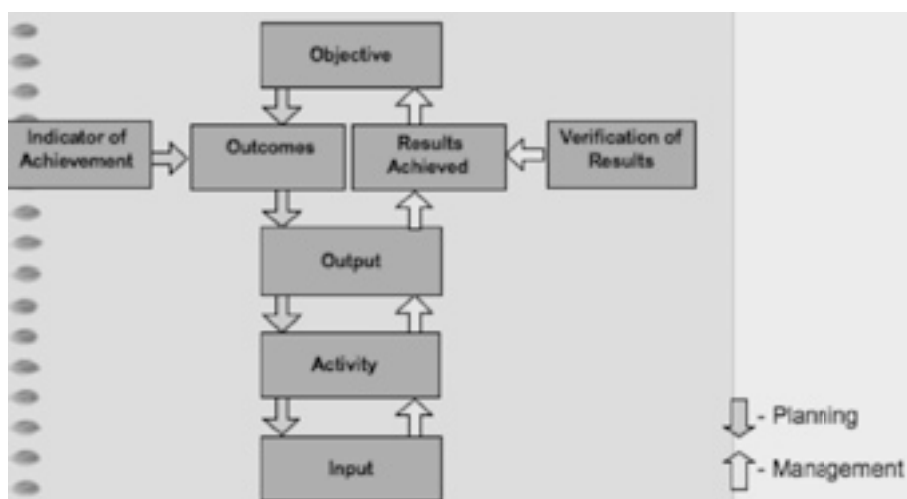 Objective
Indicator of
Achievement
Outcomes
Results
Achieved
Verification of
Results
Output
Activity
Input
- Planning
- Management